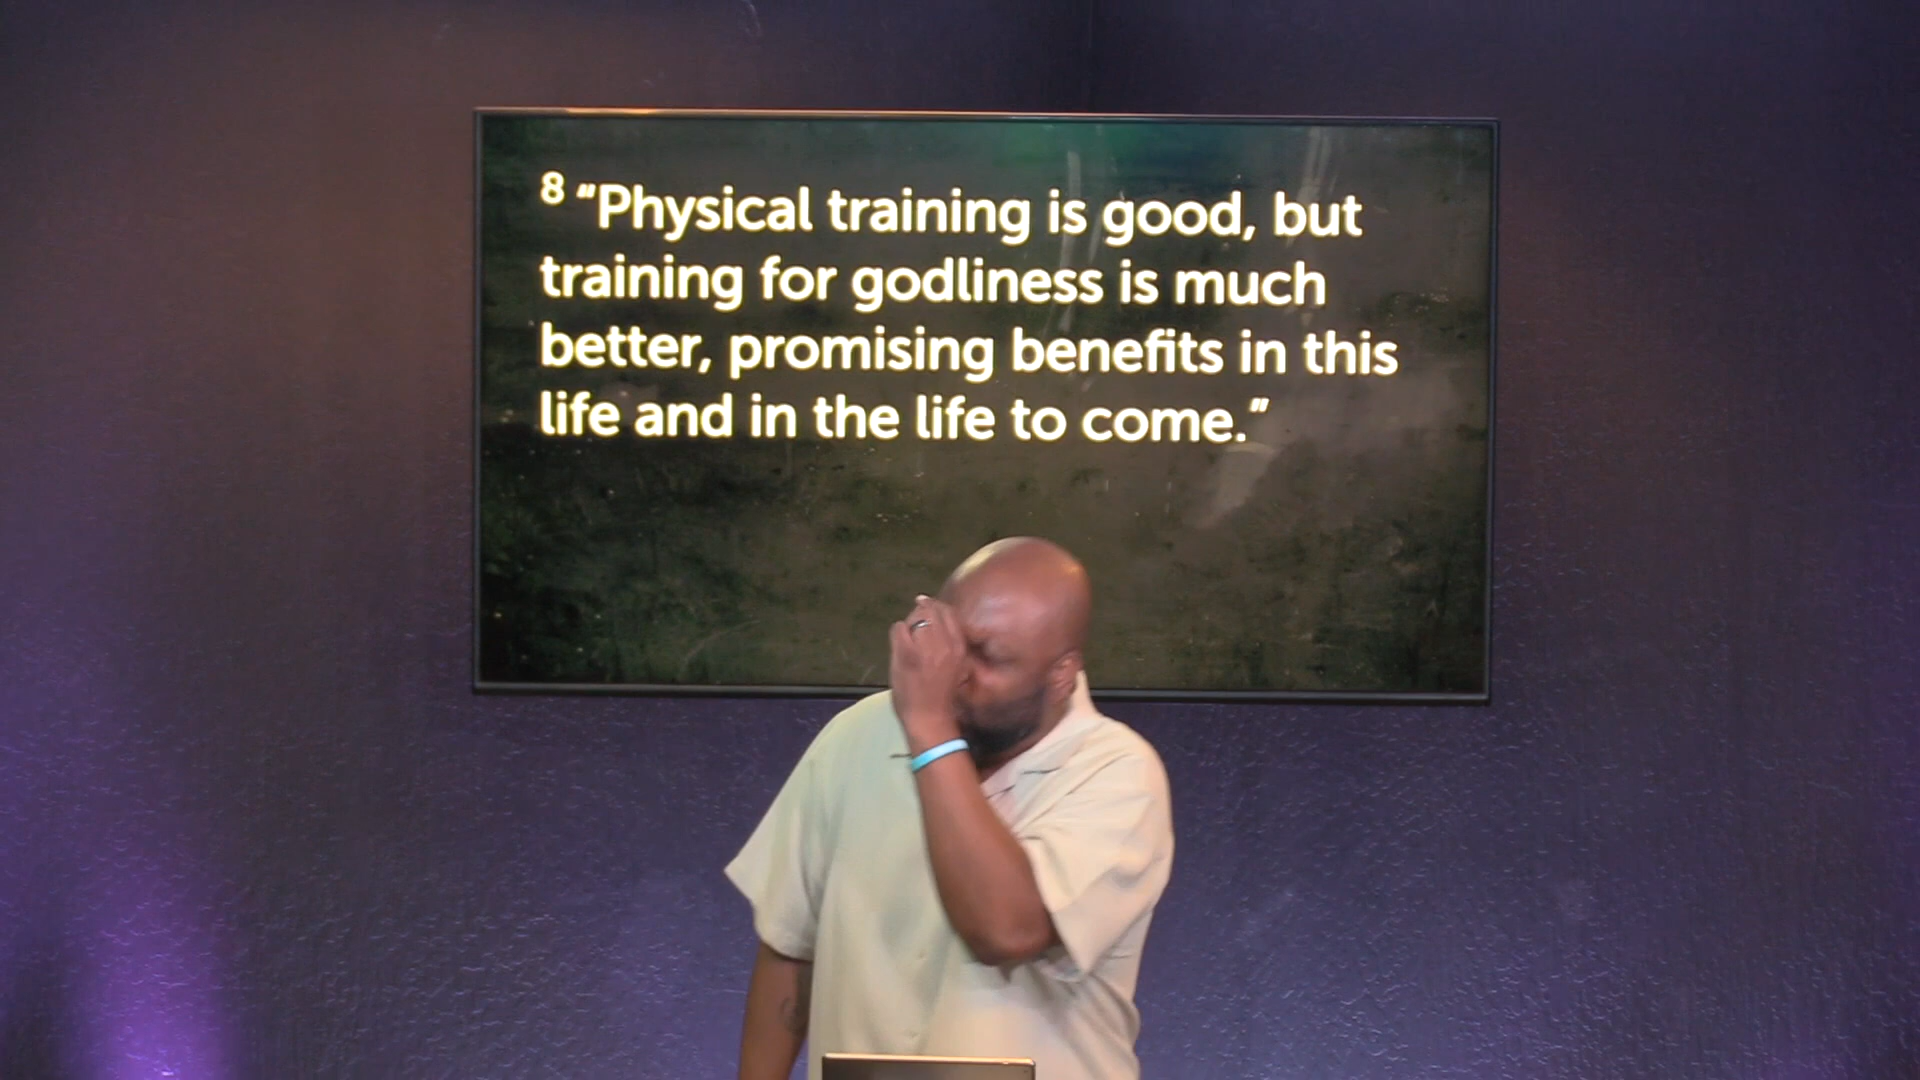 8 “Physical training is good, but
training for godliness is much
better, promising benefits in this
life and in the life to come.”